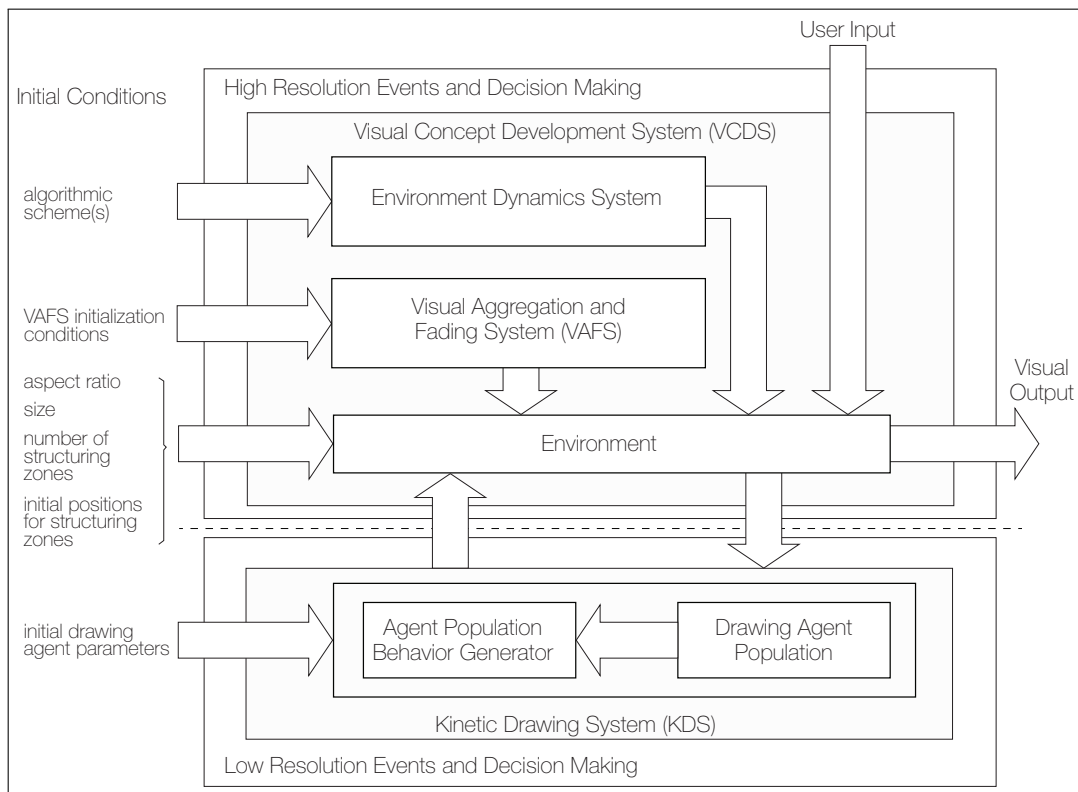 User Input
Initial Conditions
High Resolution Events and Decision Making
Visual Concept Development System (VCDS)
algorithmic
scheme(s)
Environment Dynamics System
VAFS initialization
conditions
Visual Aggregation and
Fading System (VAFS)
aspect ratio
size
number of
structuring
zones
initial positions
for structuring
zones
Environment
Visual
Output
initial drawing
agent parameters
Agent Population
Behavior Generator
Drawing Agent
Population
Kinetic Drawing System (KDS)
Low Resolution Events and Decision Making